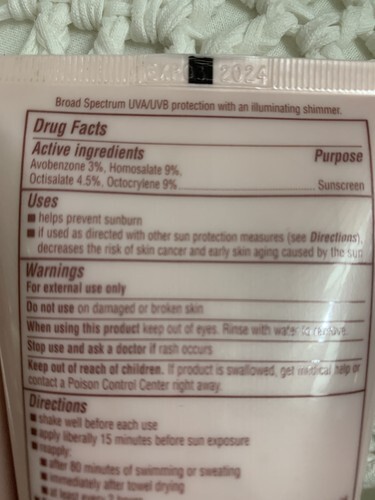 2024
Broad Spectrum UVA/UVB protection with an illuminating shimmer.
Drug Facts
Active ingredients Purpose
Avobenzone 3%, Homosalate 9%,
Octisalate 4.5%, Octocrylene 9% Sunscreen
Uses
■ helps prevent sunburn
■ if used as directed with other sun protection measures (see Directions),
decreases the risk of skin cancer and early skin aging caused by the sun
Warnings
For external use only
Do not use on damaged or broken skin
When using this product keep out of eyes. Rinse with water to remove.
Stop use and ask a doctor if rash occurs
Keep out of reach of children. If product is swallowed, get medical help or
contact a Poison Control Center right away.
Directions
■ shake well before each use
■ apply liberally 15 minutes before sun exposure
■ reapply:
■ after 80 minutes of swimming or sweating
■ immediately after towel drying
■ at least every 2 hours